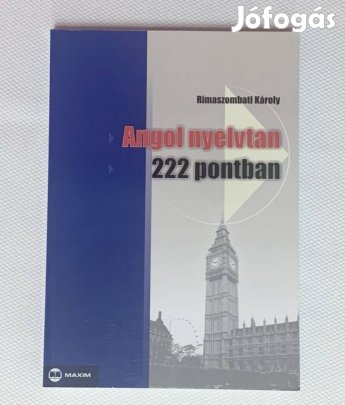 Jófogás
Rimaszombati Károly
Angol nyelvtan
222 pontban
MAXIM